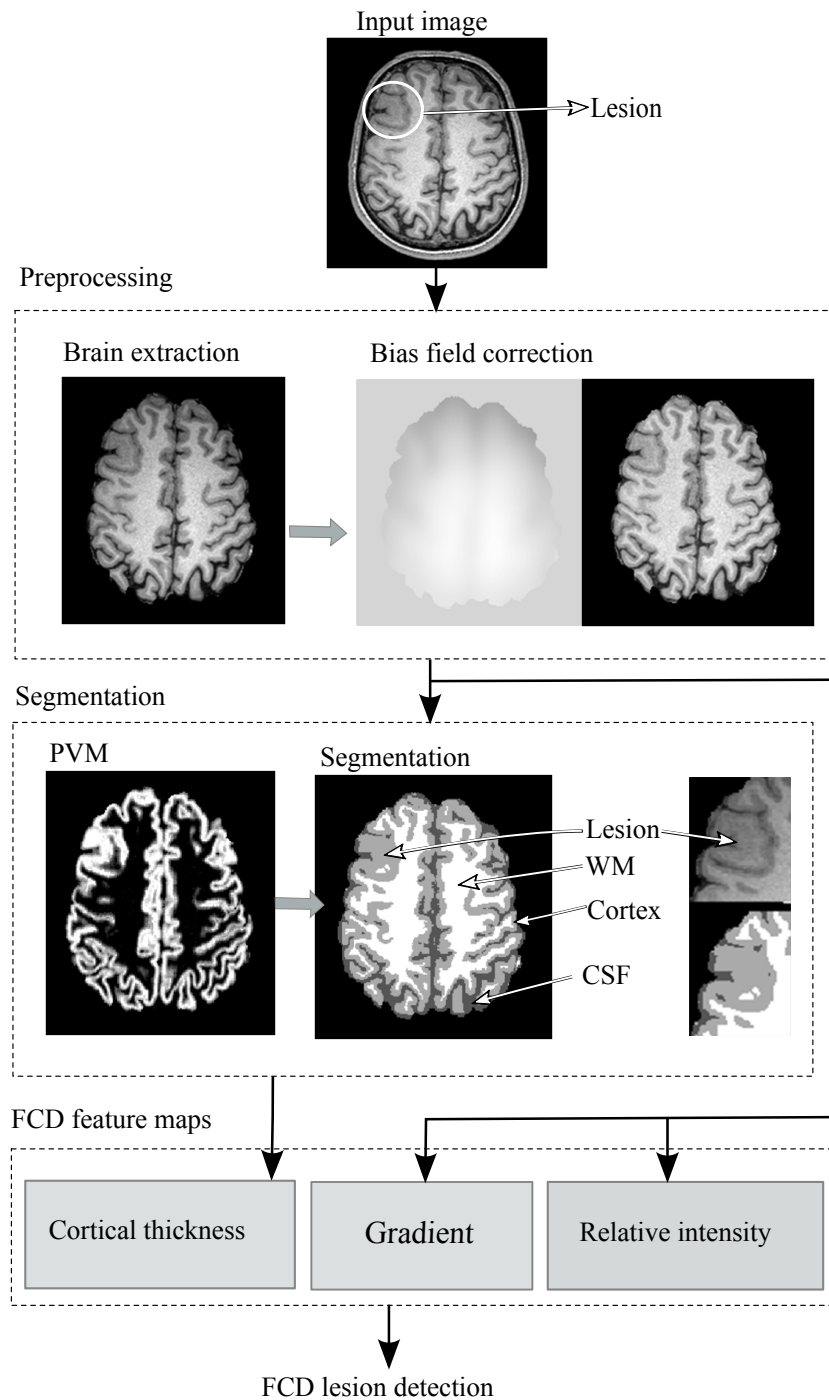 Input image
Lesion
Preprocessing
Brain extraction
Bias field correction
Segmentation
PVM
Segmentation
Lesion
WM
Cortex
CSF
FCD feature maps
Cortical thickness
Gradient
Relative intensity
FCD lesion detection